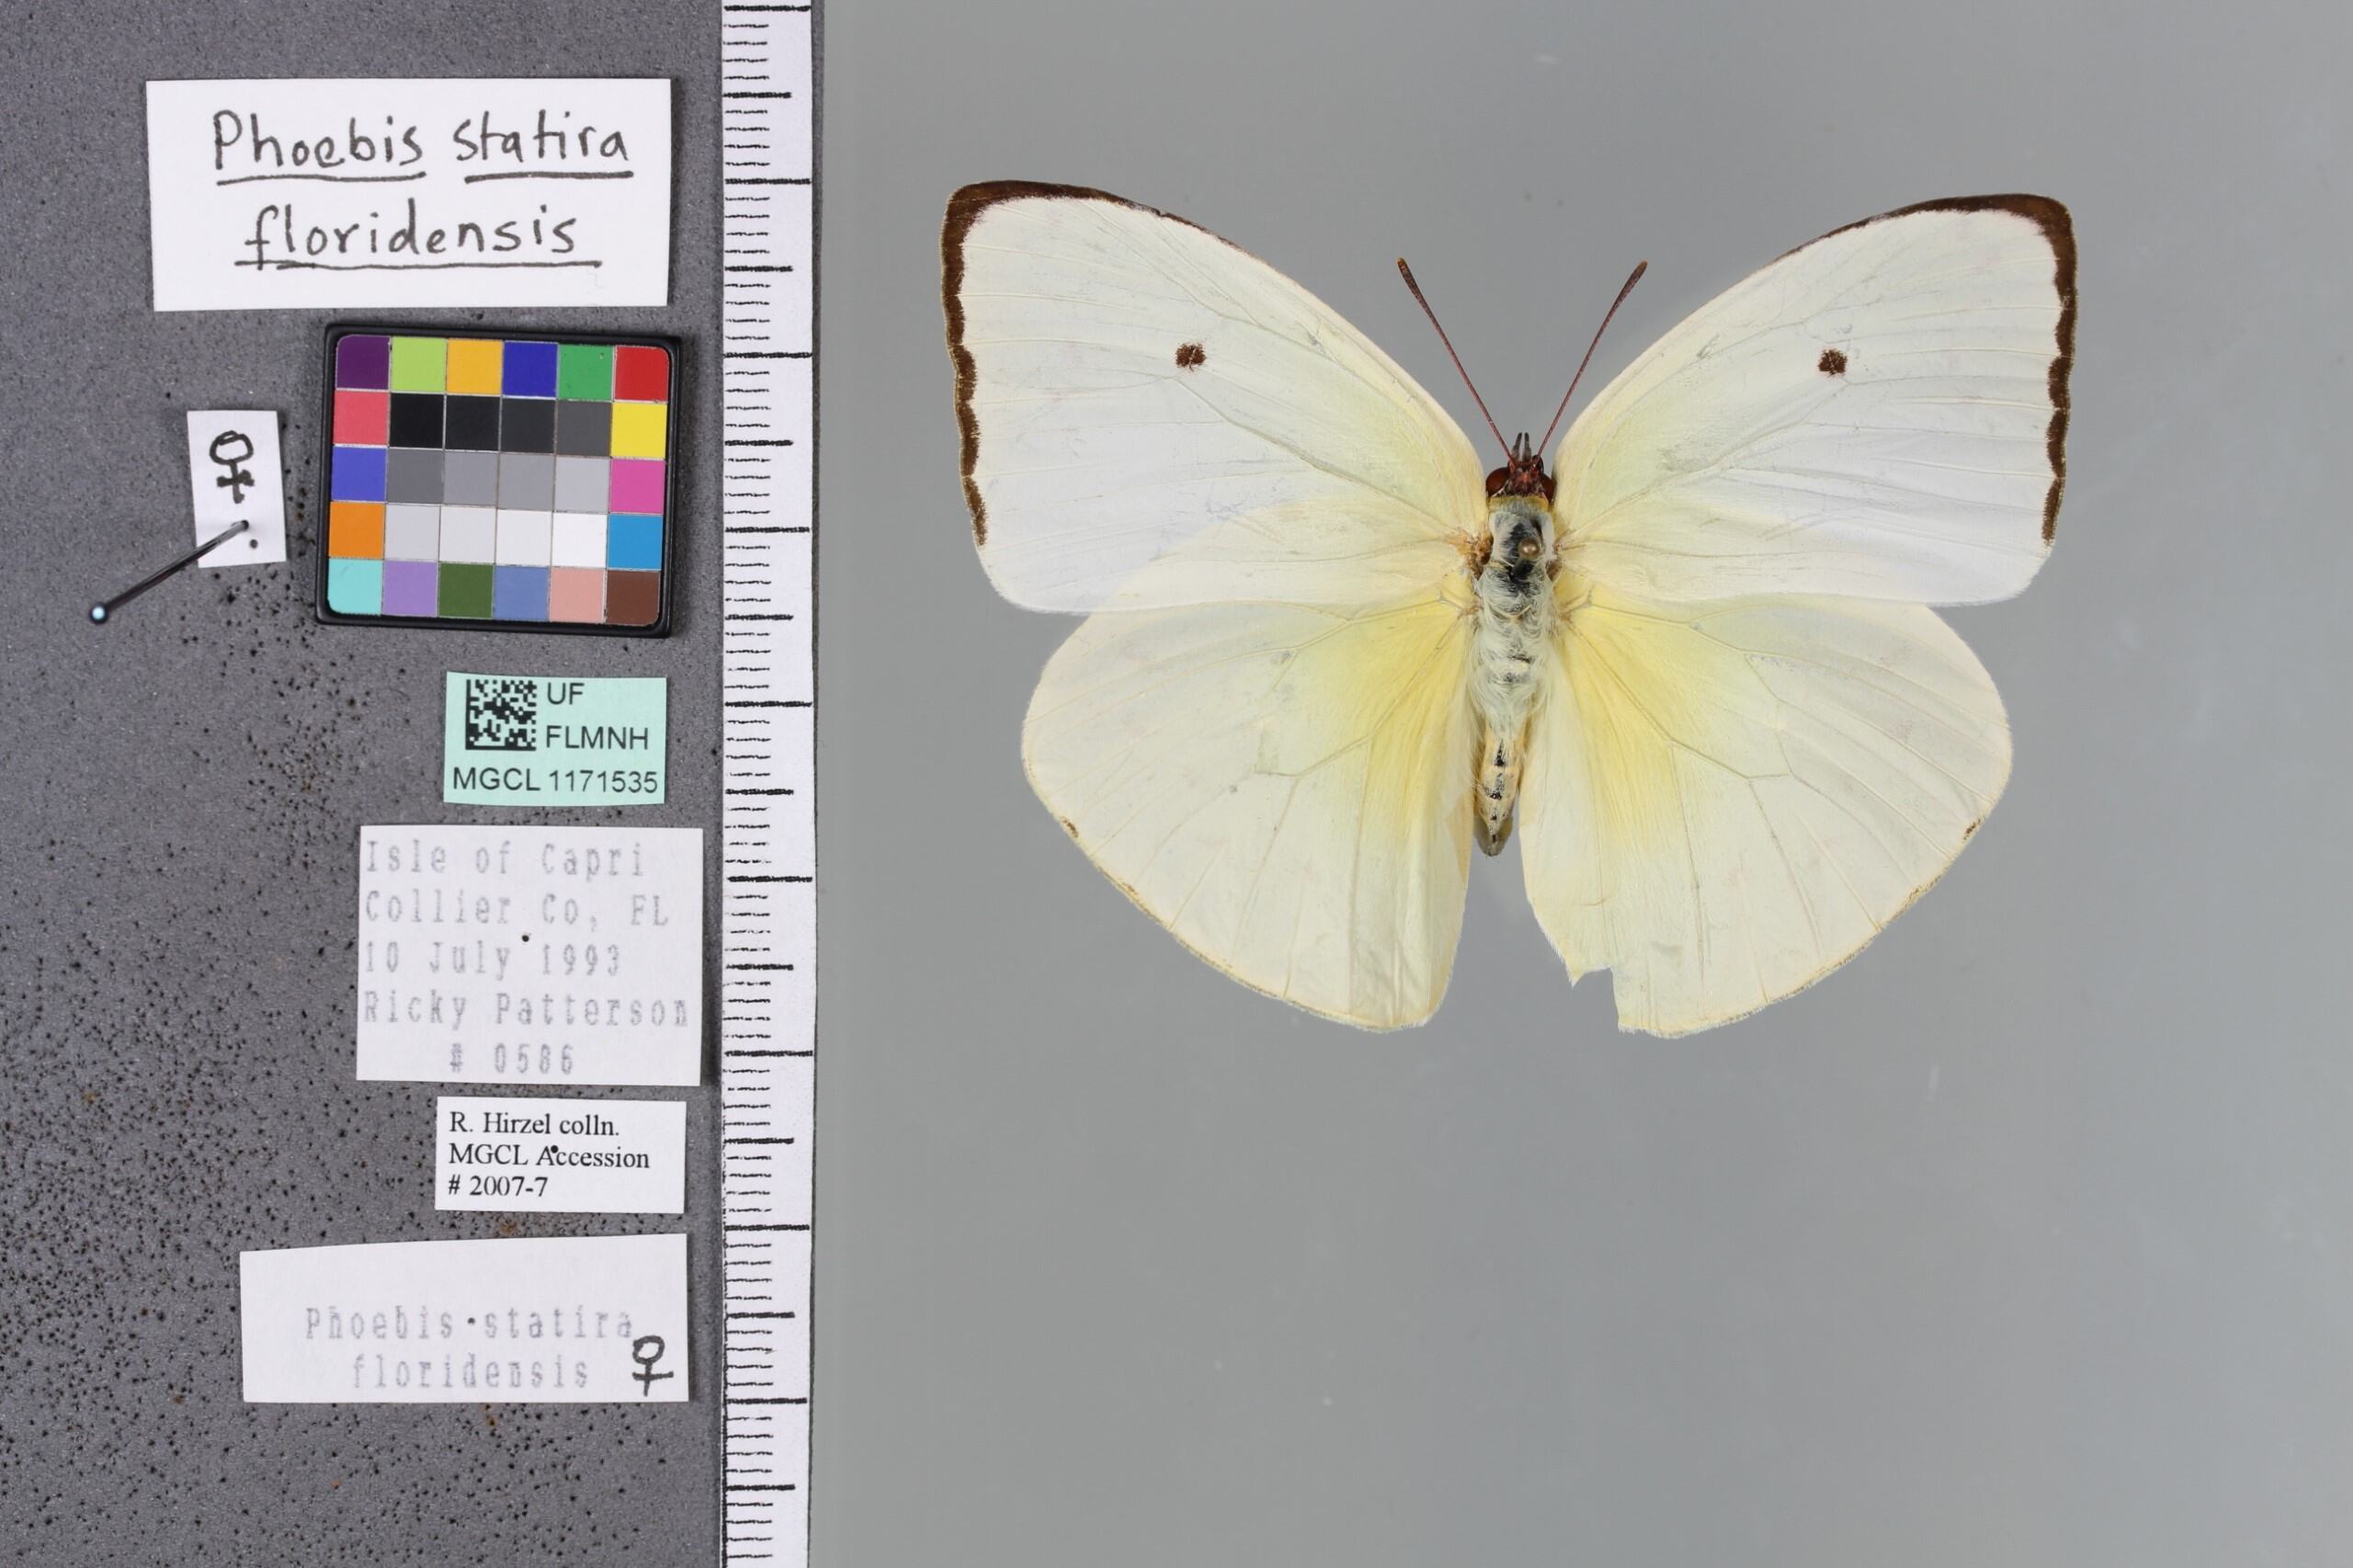 Phoebis statira
floridensis
♀
UF
FLMNH
MGCL 1171535
Isle of Capri
Collier Co, FL
10 July 1993
Ricky Patterson
# 0586
R. Hirzel colln.
MGCL Accession
# 2007-7
Phoebis statira
floridensis ♀